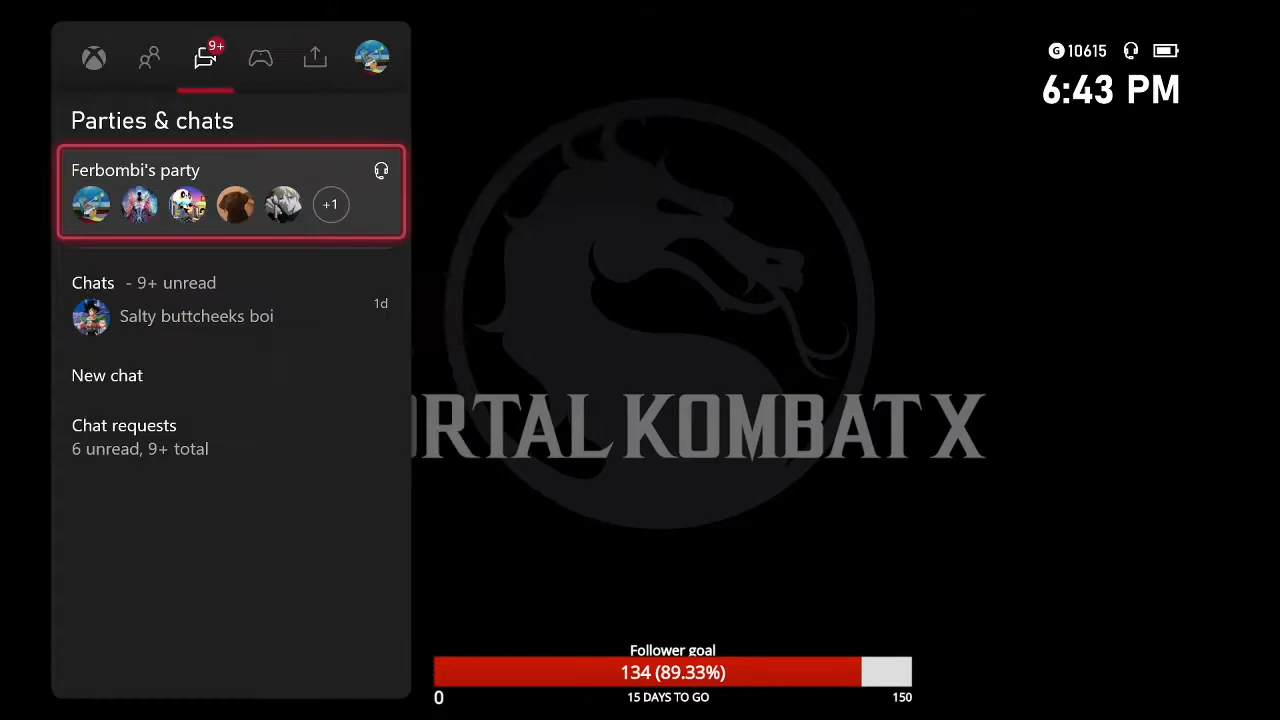 9+
G 10615
6:43 PM
Parties & chats
Ferbombi's party
+1
Chats - 9+ unread
Salty buttcheeks boi
1d
New chat
Chat requests
6 unread, 9+ total
ORTAL KOMBAT X
Follower goal
134 (89.33%)
0
15 DAYS TO GO
150